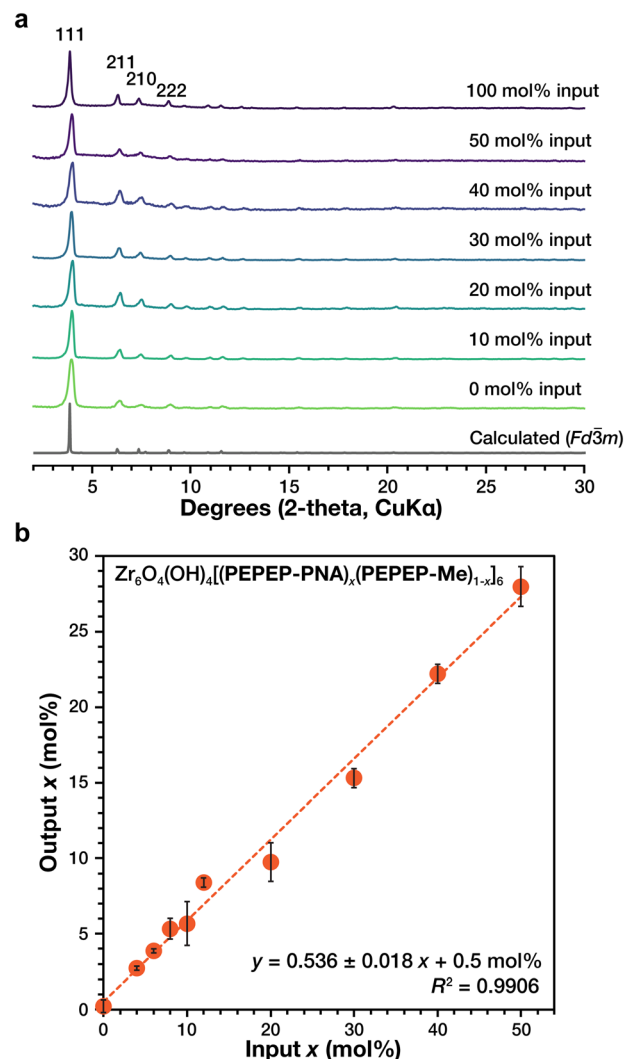 a
111
211
210
222
100 mol% input
50 mol% input
40 mol% input
30 mol% input
20 mol% input
10 mol% input
0 mol% input
Calculated (Fd3̅m)
5 10 15 20 25 30
Degrees (2-theta, CuKα)
b
Zr₆O₄(OH)₄[(PEPEP-PNA)ₓ(PEPEP-Me)₁₋ₓ]₆
30
25
20
15
10
5
0
Output x (mol%)
y = 0.536 ± 0.018 x + 0.5 mol%
R² = 0.9906
0 10 20 30 40 50
Input x (mol%)